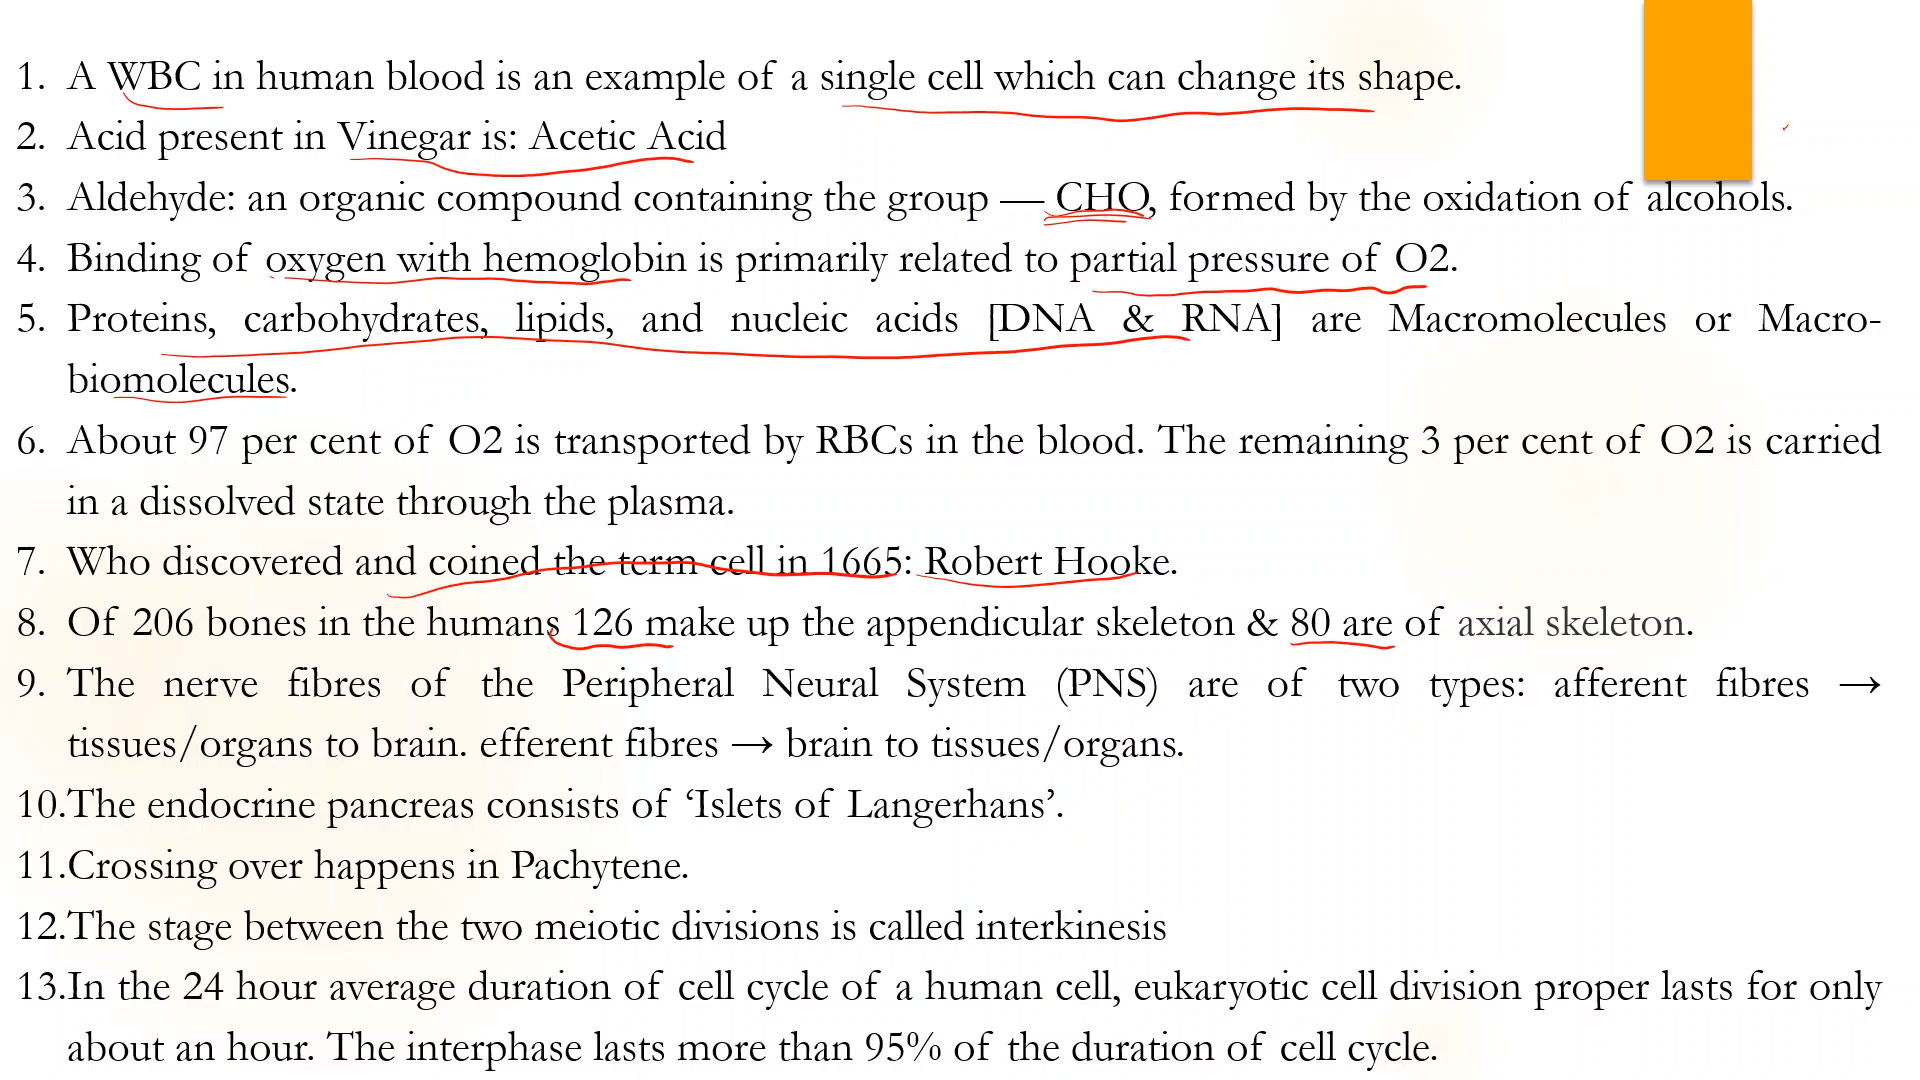 1. A WBC in human blood is an example of a single cell which can change its shape.
2. Acid present in Vinegar is: Acetic Acid
3. Aldehyde: an organic compound containing the group — CHO, formed by the oxidation of alcohols.
4. Binding of oxygen with hemoglobin is primarily related to partial pressure of O2.
5. Proteins, carbohydrates, lipids, and nucleic acids [DNA & RNA] are Macromolecules or Macro-
biomolecules.
6. About 97 per cent of O2 is transported by RBCs in the blood. The remaining 3 per cent of O2 is carried
in a dissolved state through the plasma.
7. Who discovered and coined the term cell in 1665: Robert Hooke.
8. Of 206 bones in the humans 126 make up the appendicular skeleton & 80 are of axial skeleton.
9. The nerve fibres of the Peripheral Neural System (PNS) are of two types: afferent fibres →
tissues/organs to brain. efferent fibres → brain to tissues/organs.
10.The endocrine pancreas consists of ‘Islets of Langerhans’.
11.Crossing over happens in Pachytene.
12.The stage between the two meiotic divisions is called interkinesis
13.In the 24 hour average duration of cell cycle of a human cell, eukaryotic cell division proper lasts for only
about an hour. The interphase lasts more than 95% of the duration of cell cycle.